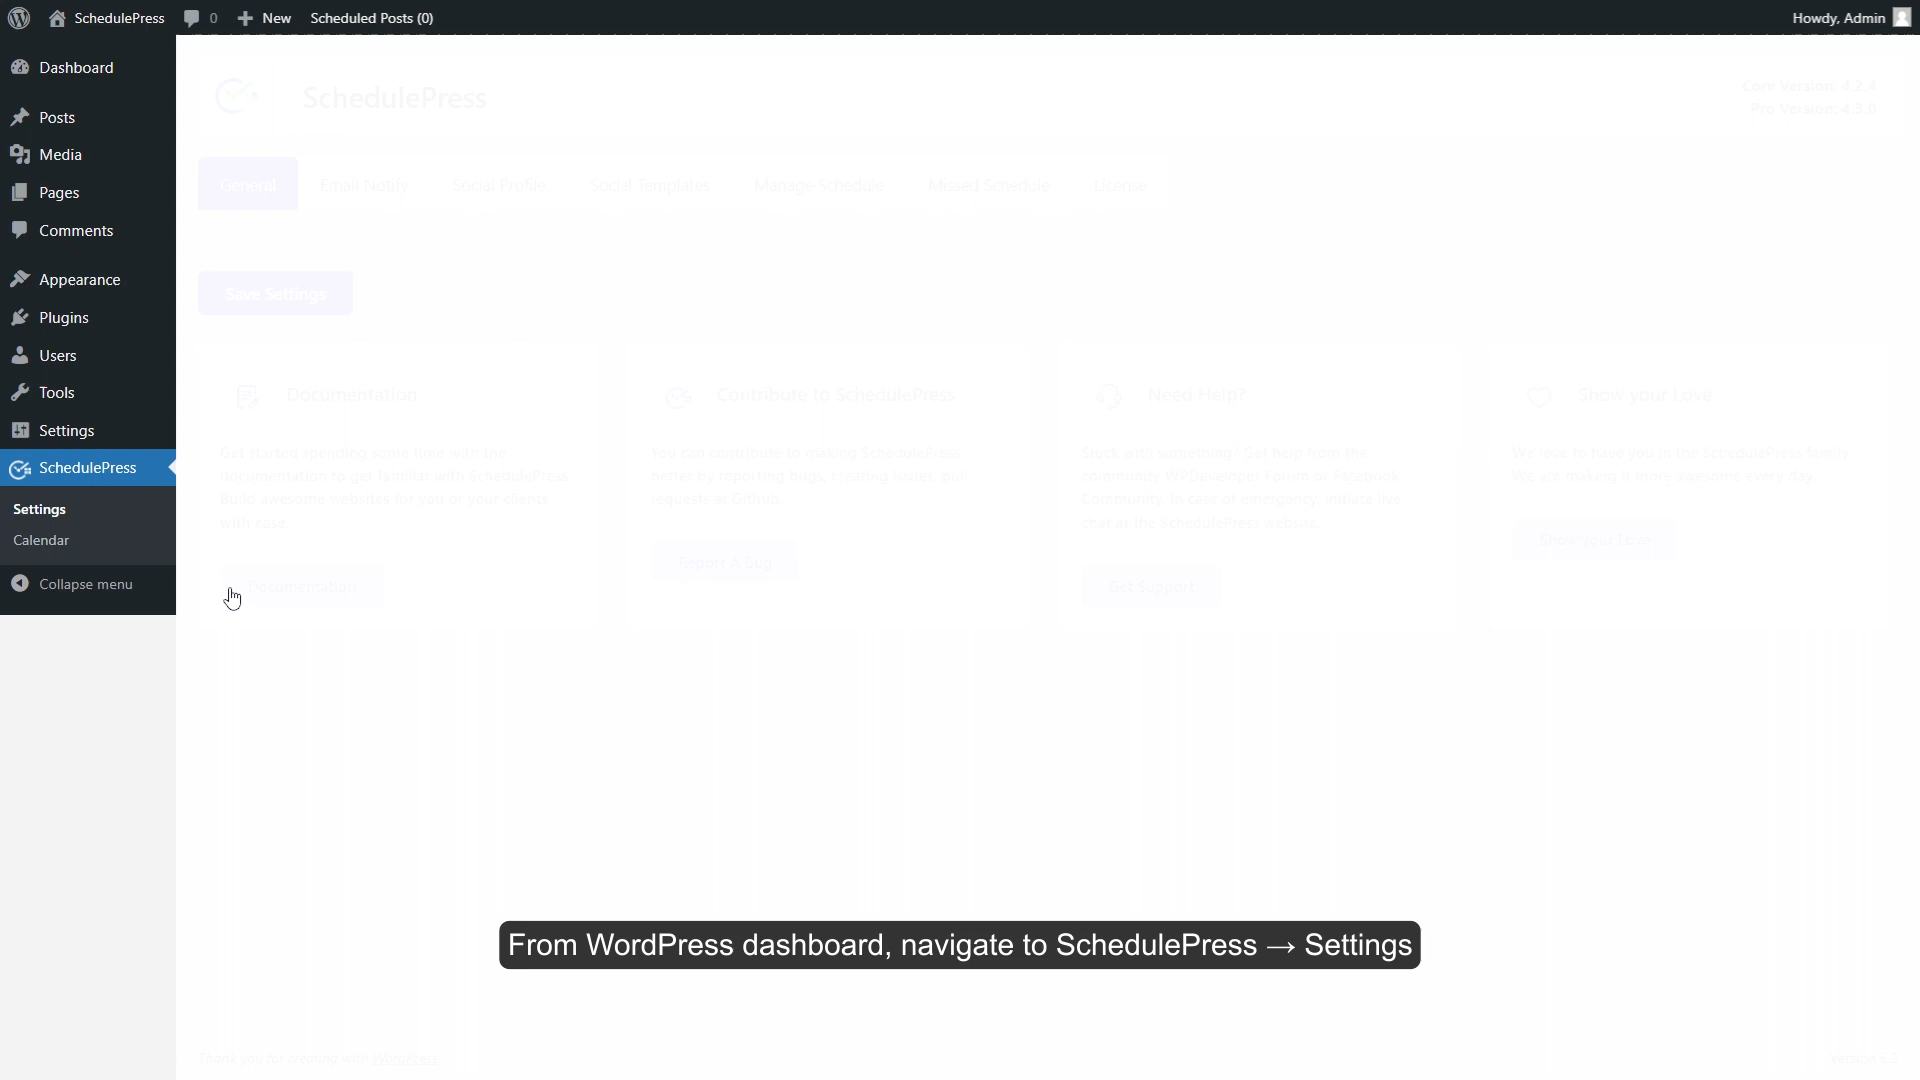 SchedulePress
0
New
Scheduled Posts (0)
Howdy, Admin
Dashboard
Posts
Media
Pages
Comments
Appearance
Plugins
Users
Tools
Settings
SchedulePress
Settings
Calendar
Collapse menu
SchedulePress
Core Version: 4.2.4
Pro Version: 4.3.0
General
Email Notify
Social Profile
Social Templates
Manage Schedule
Missed Schedule
License
Save Settings
Documentation
Get started spending some time with the
documentation to get familiar with SchedulePress
Build awesome websites for you or your clients
with ease.
Documentation
Contribute to SchedulePress
You can contribute to making SchedulePress
better by reporting bugs, creating issues, pull
requests at Github.
Report A Bug
Need Help?
Stuck with something? Get help from the
community WPDeveloper Forum or Facebook
Community. In case of emergency, initiate live
chat at the SchedulePress website.
Get Support
Show your Love
We love to have you in the SchedulePress family.
We are making it more awesome every day.
Show your Love
From WordPress dashboard, navigate to SchedulePress → Settings
Thank you for creating with WordPress.